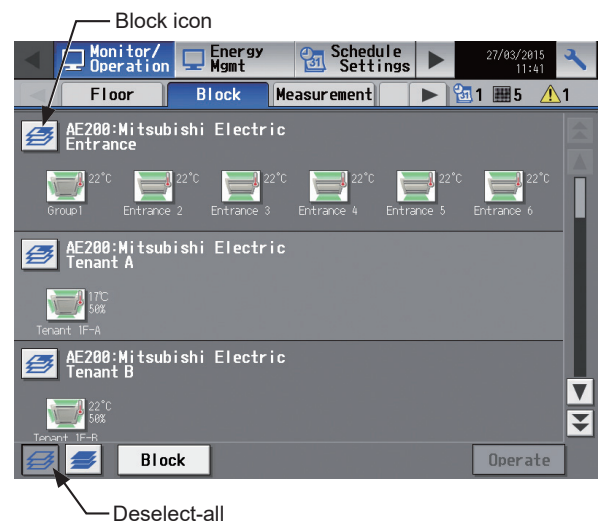 Block icon
Monitor/
Operation
Energy
Mgmt
31
Schedule
Settings
27/03/2015
11:41
Floor
Block
Measurement
31
1
5
1
AE200:Mitsubishi Electric
Entrance
22°C
22°C
22°C
22°C
22°C
22°C
Group1
Entrance 2
Entrance 3
Entrance 4
Entrance 5
Entrance 6
AE200:Mitsubishi Electric
Tenant A
17℃
50%
Tenant 1F-A
AE200:Mitsubishi Electric
Tenant B
22°C
50%
Tenant 1F-B
Block
Operate
Deselect-all